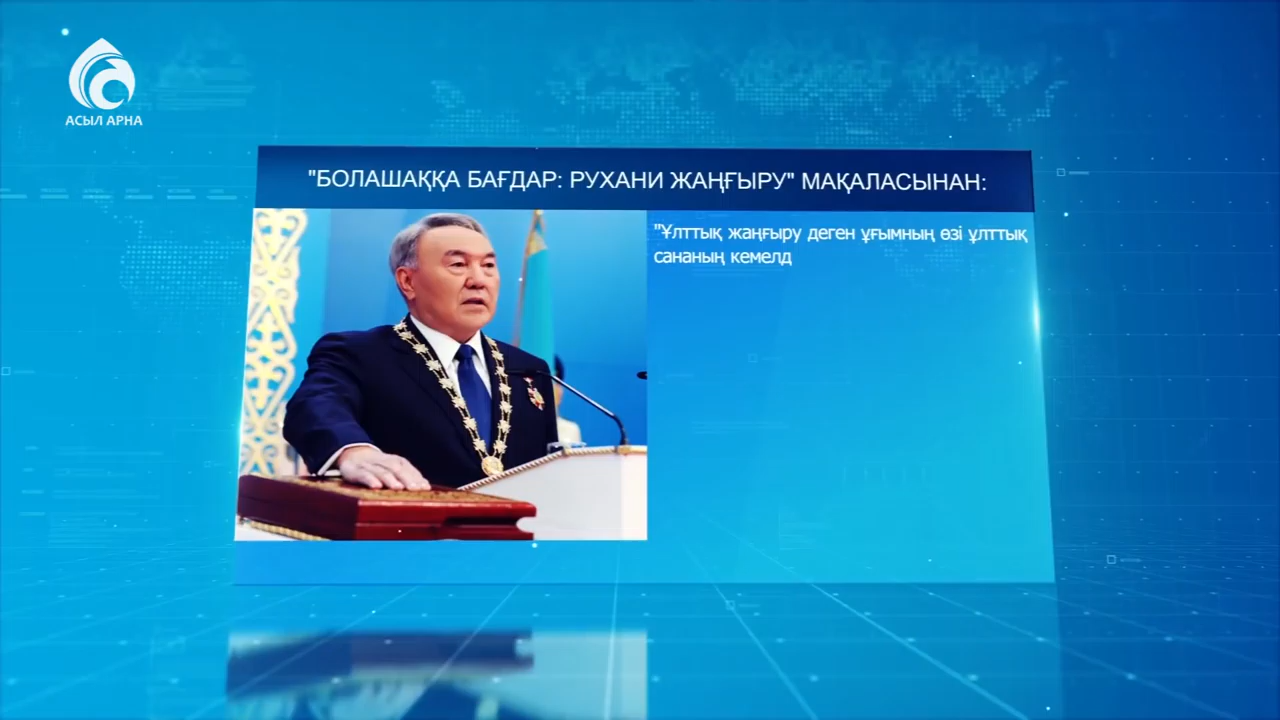 АСЫЛ АРНА
"БОЛАШАҚҚА БАҒДАР: РУХАНИ ЖАҢҒЫРУ" МАҚАЛАСЫНАН:
"Ұлттық жаңғыру деген ұғымның өзі ұлттық
сананың кемелд